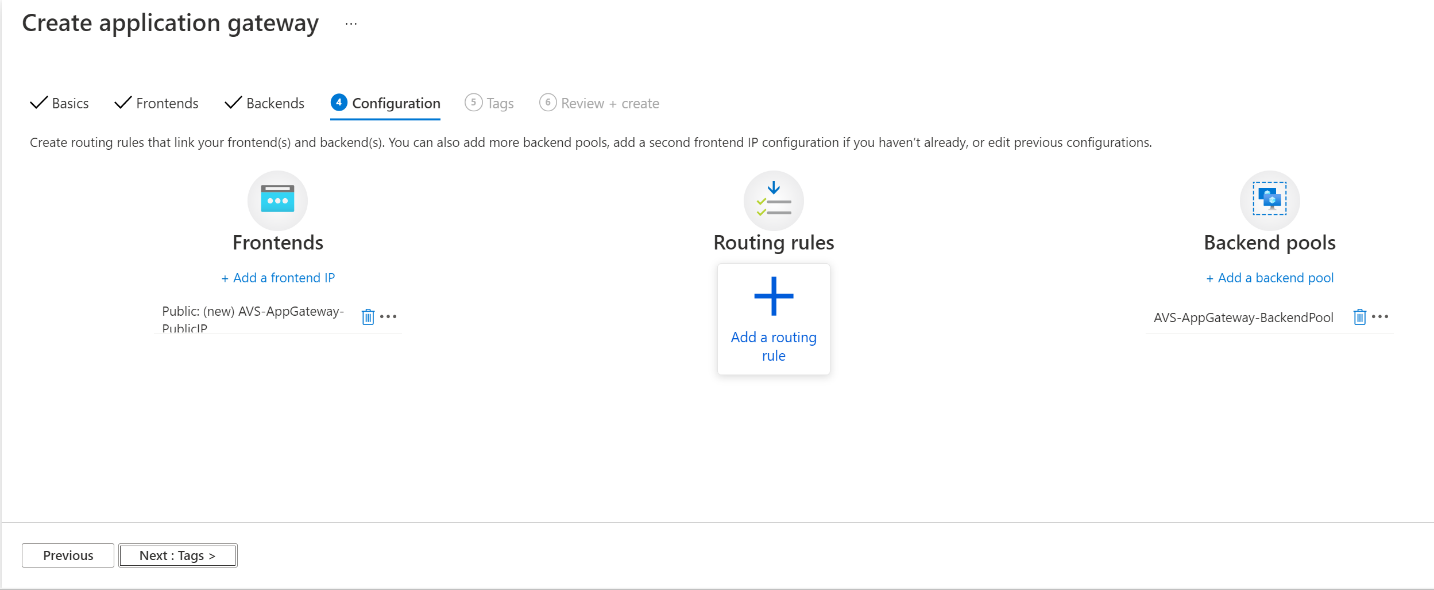 Create application gateway ...
Basics Frontends Backends 4 Configuration 5 Tags 6 Review + create
Create routing rules that link your frontend(s) and backend(s). You can also add more backend pools, add a second frontend IP configuration if you haven't already, or edit previous configurations.
Frontends
+ Add a frontend IP
Public: (new) AVS-AppGateway-
PublicIP
Routing rules
Add a routing
rule
Backend pools
+ Add a backend pool
AVS-AppGateway-BackendPool
Previous
Next : Tags >